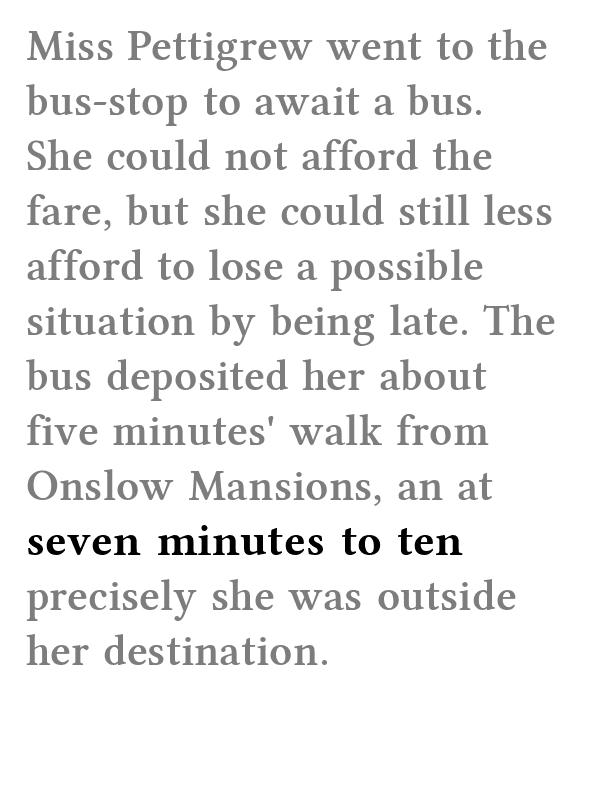 Miss Pettigrew went to the
bus-stop to await a bus.
She could not afford the
fare, but she could still less
afford to lose a possible
situation by being late. The
bus deposited her about
five minutes' walk from
Onslow Mansions, an at
seven minutes to ten
precisely she was outside
her destination.